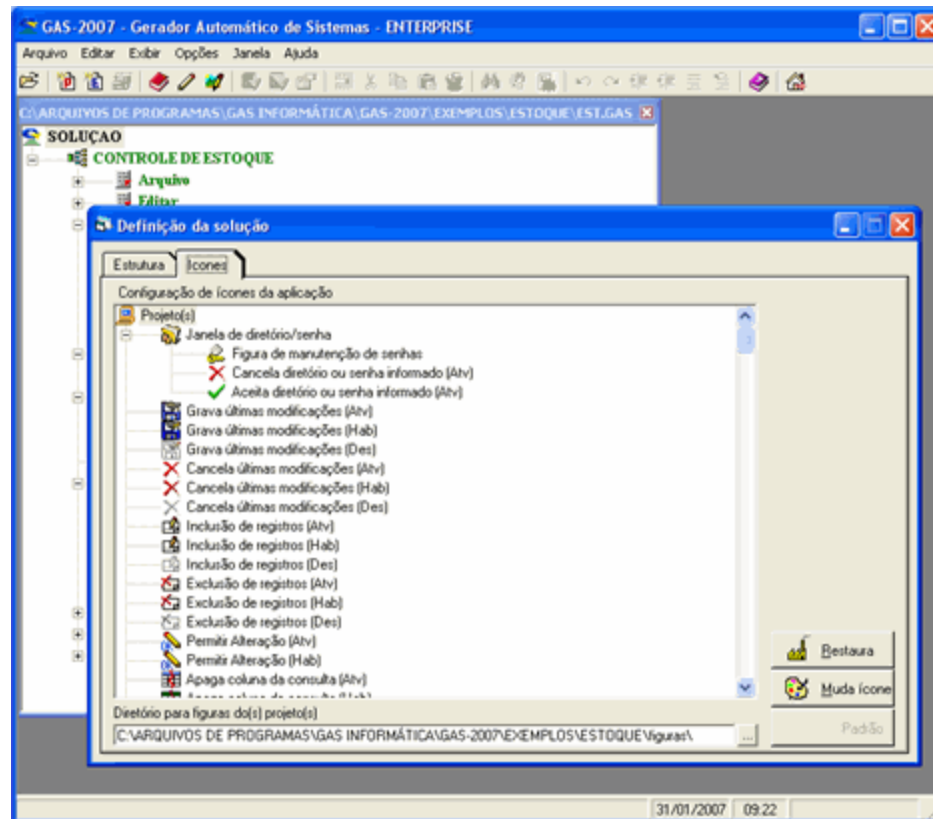 GAS-2007 - Gerador Automático de Sistemas - ENTERPRISE
Arquivo Editar Exibir Opções Janela Ajuda
C:\ARQUIVOS DE PROGRAMAS\GAS INFORMÁTICA\GAS-2007\EXEMPLOS\ESTOQUE\EST.GAS
SOLUÇAO
CONTROLE DE ESTOQUE
Arquivo
Editar
Definição da solução
Estrutura Icones
Configuração de ícones da aplicação
Projeto(s)
Janela de diretório/senha
Figura de manutenção de senhas
Cancela diretório ou senha informado (Atv)
Aceita diretório ou senha informado (Atv)
Grava últimas modificações (Atv)
Grava últimas modificações (Hab)
Grava últimas modificações (Des)
Cancela últimas modificações (Atv)
Cancela últimas modificações (Hab)
Cancela últimas modificações (Des)
Inclusão de registros (Atv)
Inclusão de registros (Hab)
Inclusão de registros (Des)
Exclusão de registros (Atv)
Exclusão de registros (Hab)
Exclusão de registros (Des)
Permitir Alteração (Atv)
Permitir Alteração (Hab)
Apaga coluna da consulta (Atv)
Apaga coluna da consulta (Hab)
Restaura
Muda ícone
Padrão
Diretório para figuras do(s) projeto(s)
C:\ARQUIVOS DE PROGRAMAS\GAS INFORMÁTICA\GAS-2007\EXEMPLOS\ESTOQUE\figuras\
...
31/01/2007 09:22